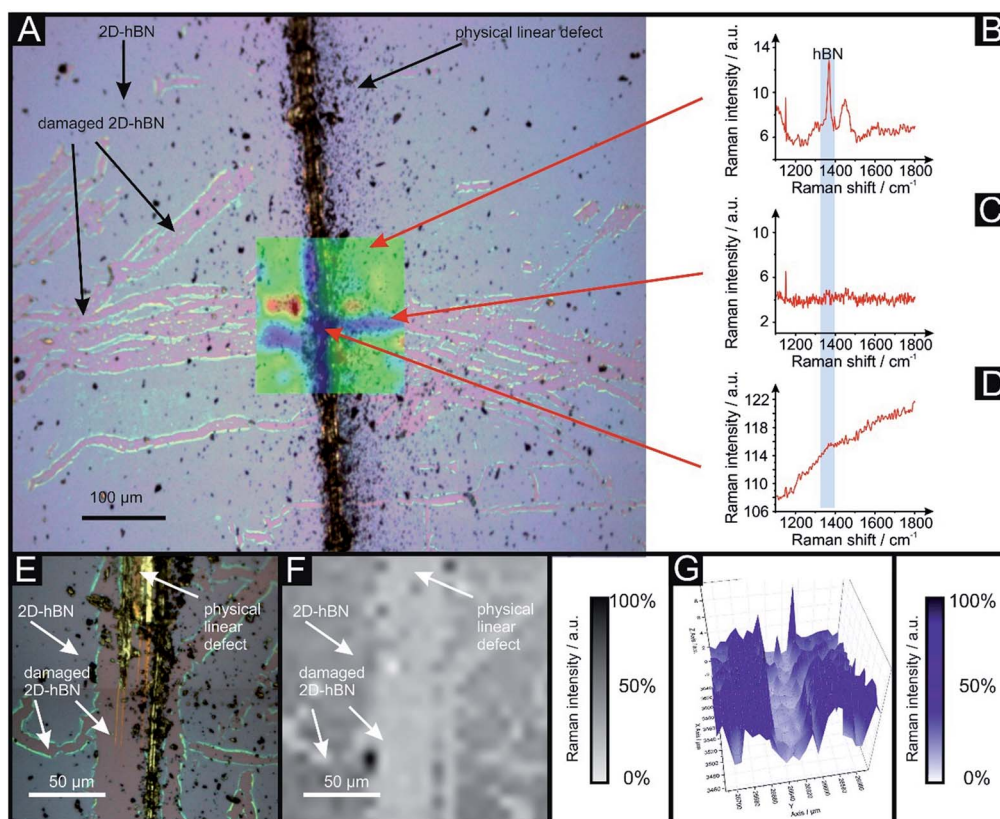 A
2D-hBN
damaged 2D-hBN
physical linear defect
100 µm
B
hBN
14
10
6
Raman intensity / a.u.
1200 1400 1600 1800
Raman shift / cm-1
C
10
6
2
Raman intensity / a.u.
1200 1400 1600 1800
Raman shift / cm-1
D
122
118
114
110
106
Raman intensity / a.u.
1200 1400 1600 1800
Raman shift / cm-1
E
2D-hBN
physical
linear
defect
damaged
2D-hBN
50 µm
F
2D-hBN
physical
linear
defect
damaged
2D-hBN
50 µm
Raman intensity / a.u.
100%
50%
0%
G
Y
Axis / µm
Raman intensity / a.u.
100%
50%
0%